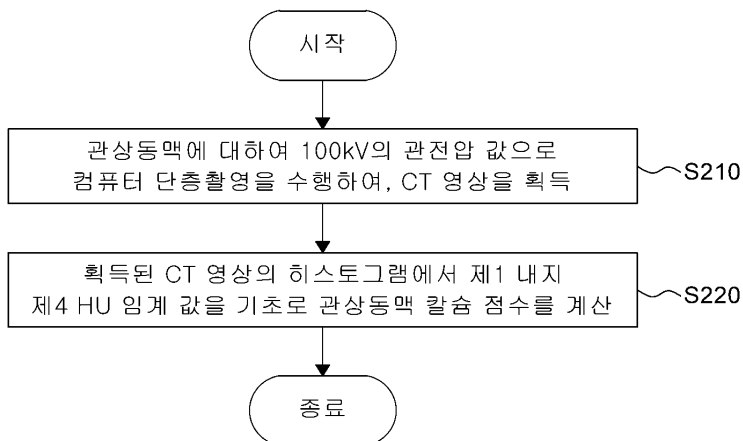 시작
관상동맥에 대하여 100kV의 관전압 값으로
컴퓨터 단층촬영을 수행하여, CT 영상을 획득
S210
획득된 CT 영상의 히스토그램에서 제1 내지
제4 HU 임계 값을 기초로 관상동맥 칼슘 점수를 계산
S220
종료